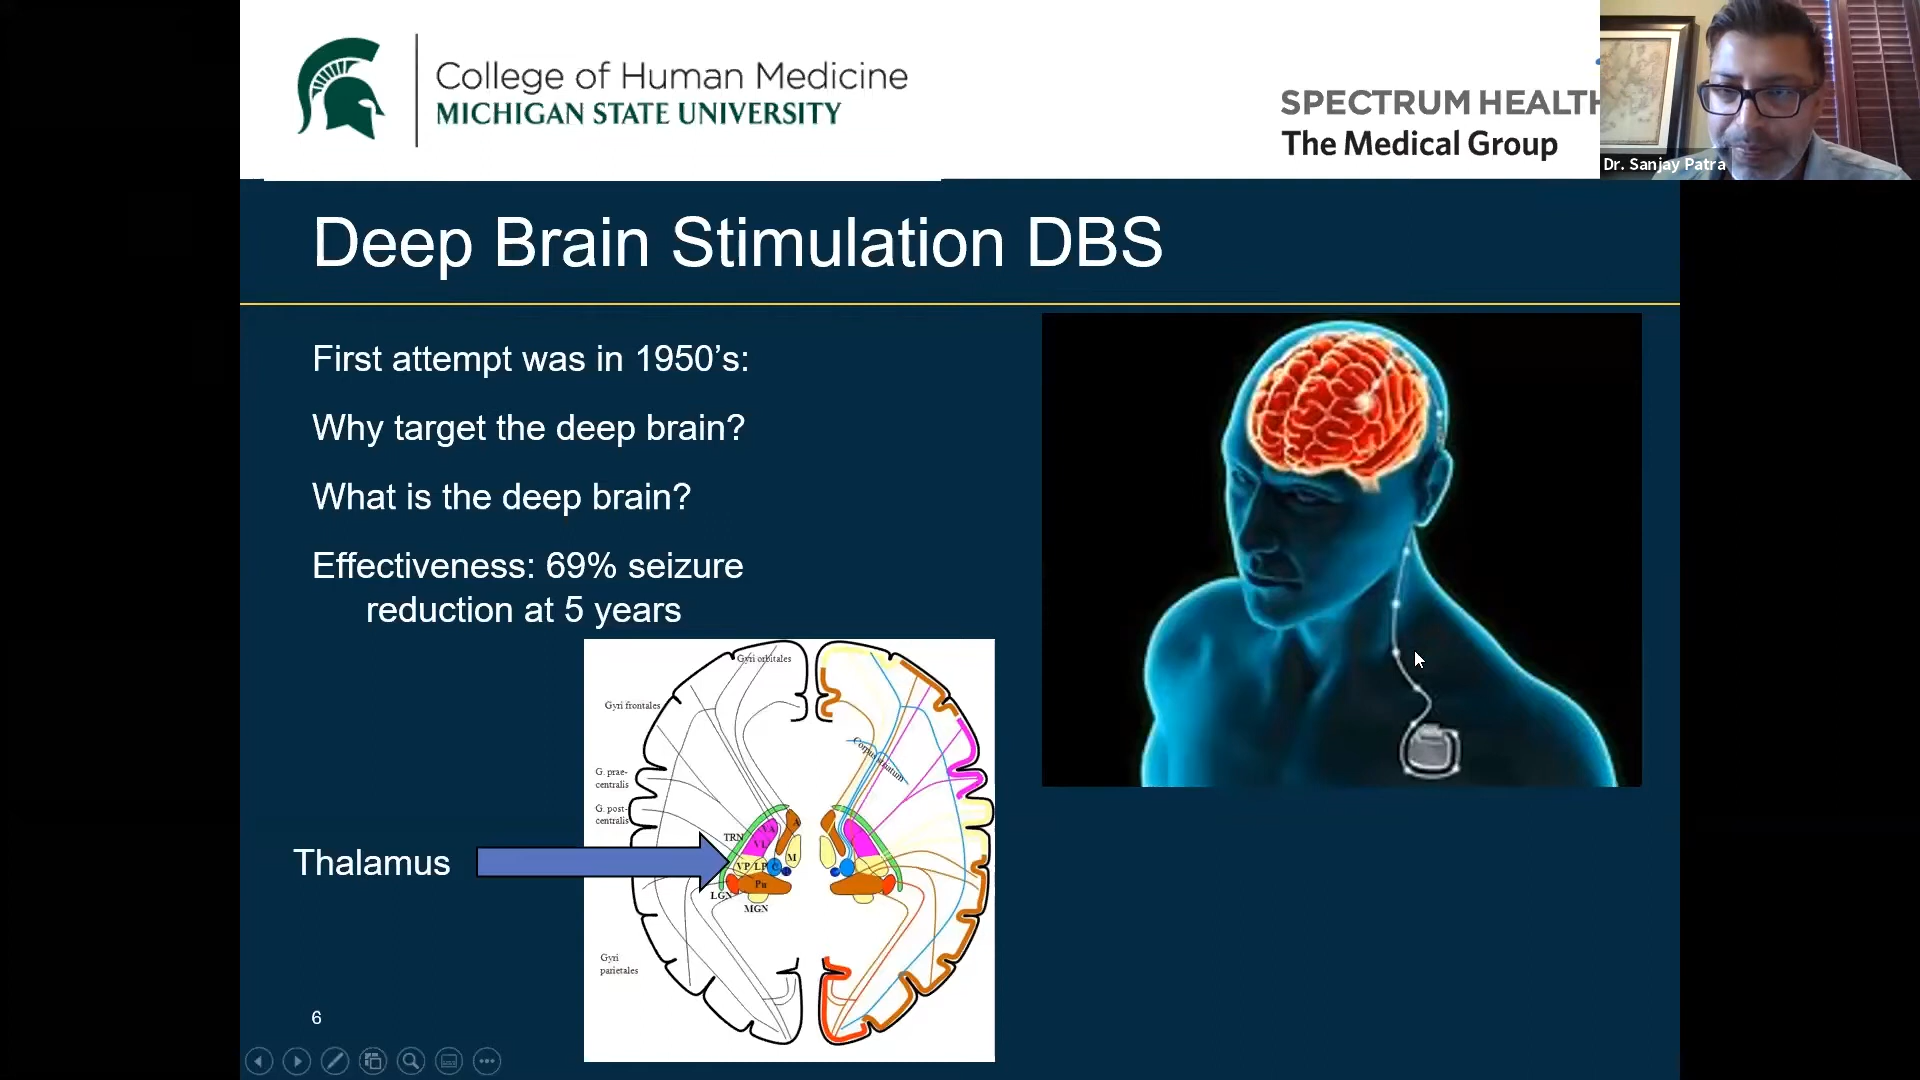 College of Human Medicine
MICHIGAN STATE UNIVERSITY
SPECTRUM HEALTH
The Medical Group
Dr. Sanjay Patra
Deep Brain Stimulation DBS
First attempt was in 1950’s:
Why target the deep brain?
What is the deep brain?
Effectiveness: 69% seizure
reduction at 5 years
Gyri orbitales
Gyri frontales
G. prae-
centralis
G. post-
centralis
TRN
VA
A
VL
M
VP LP C
Pu
LGN
MGN
Gyri
parietales
Thalamus
6